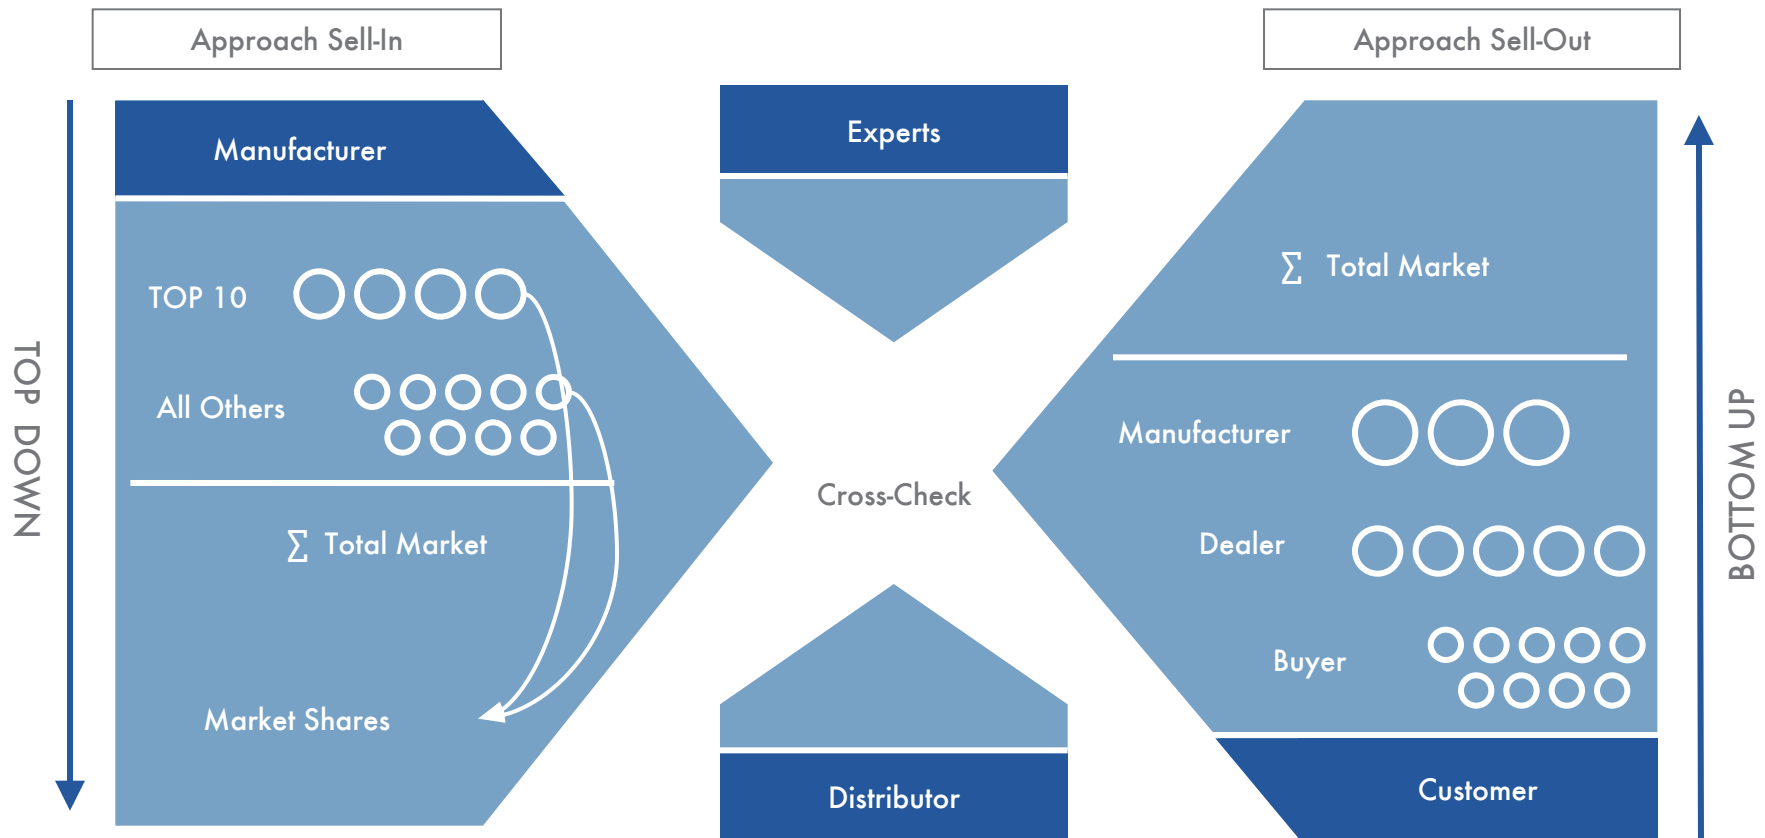 Approach Sell-In
Approach Sell-Out
TOP DOWN
Manufacturer
TOP 10
All Others
∑ Total Market
Market Shares
Experts
Cross-Check
Distributor
∑ Total Market
Manufacturer
Dealer
Buyer
Customer
BOTTOM UP